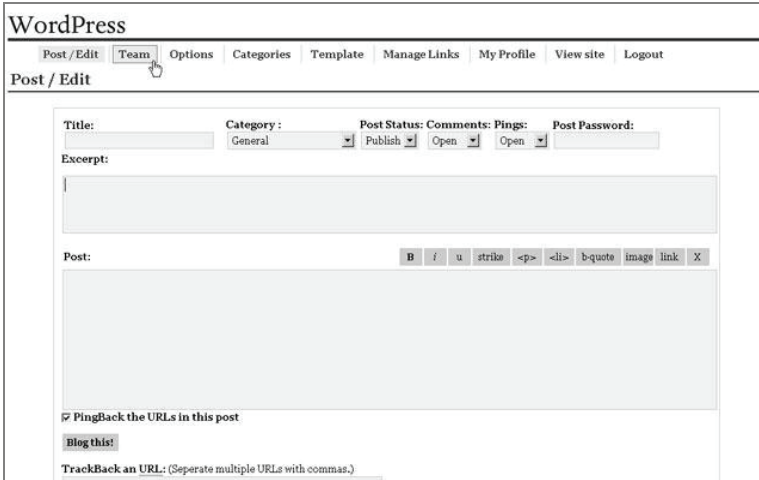 WordPress
Post / Edit Team Options Categories Template Manage Links My Profile View site Logout
Post / Edit
Title: Category : Post Status: Comments: Pings: Post Password:
General Publish Open Open
Excerpt:
Post: B i u strike <p> <li> b-quote image link X
PingBack the URLs in this post
Blog this!
TrackBack an URL: (Seperate multiple URLs with commas.)